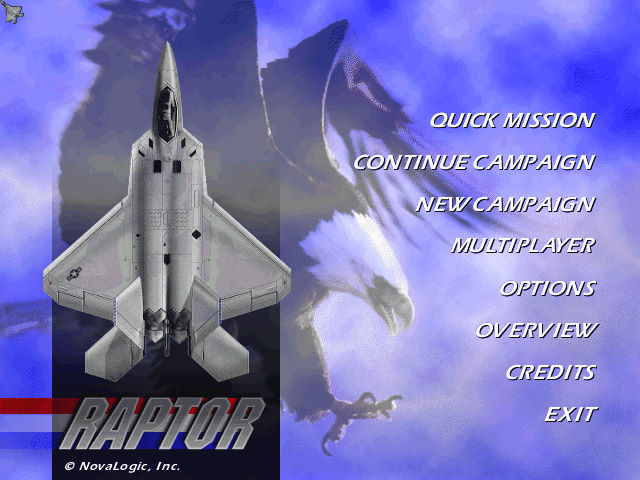 QUICK MISSION
CONTINUE CAMPAIGN
NEW CAMPAIGN
MULTIPLAYER
OPTIONS
OVERVIEW
CREDITS
EXIT
RAPTOR
© NovaLogic, Inc.